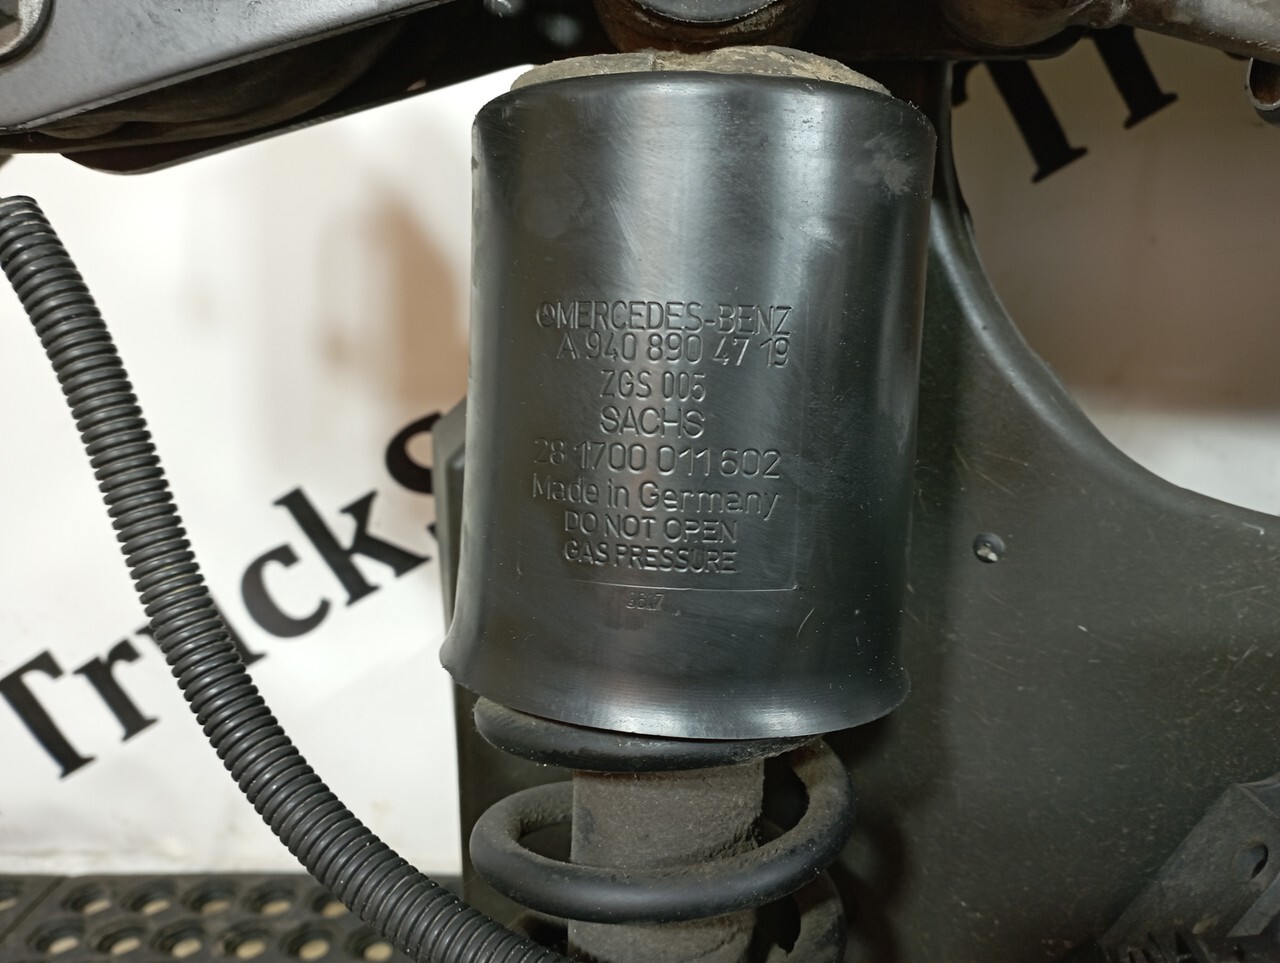 MERCEDES-BENZ
A 940 890 47 19
ZGS 005
SACHS
28 1700 011 602
Made in Germany
DO NOT OPEN
GAS PRESSURE
TruckS